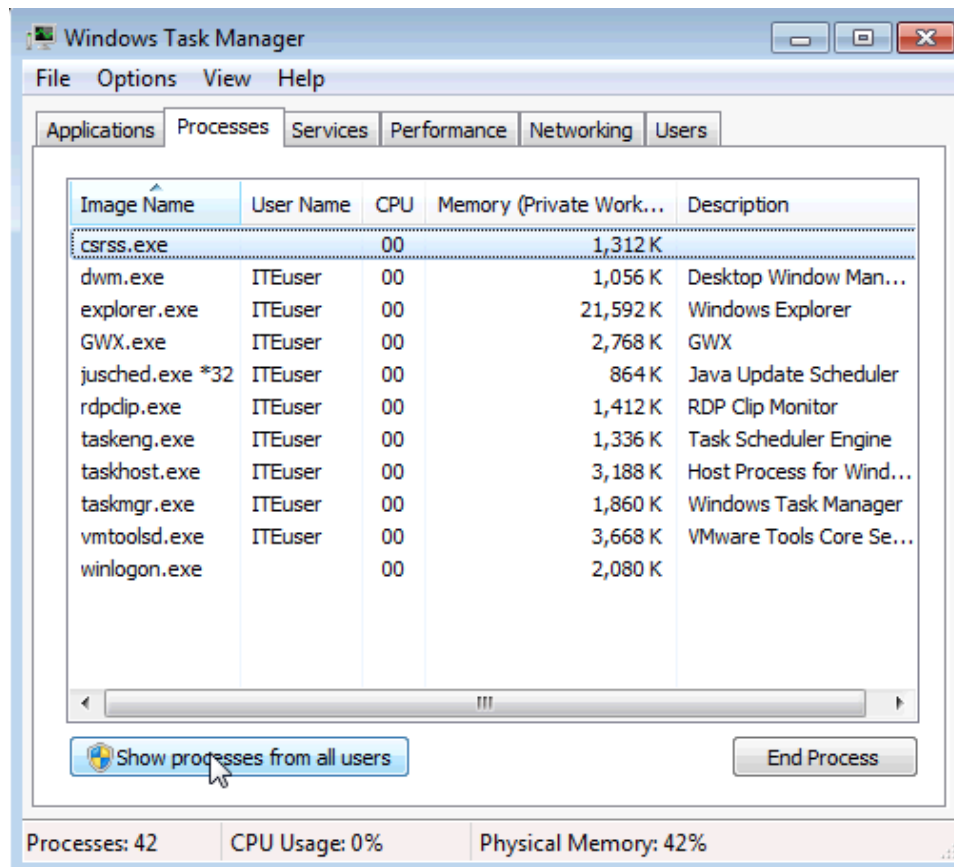 Windows Task Manager
File Options View Help
Applications Processes Services Performance Networking Users
Image Name User Name CPU Memory (Private Work... Description
csrss.exe 00 1,312 K
dwm.exe ITEuser 00 1,056 K Desktop Window Man...
explorer.exe ITEuser 00 21,592 K Windows Explorer
GWX.exe ITEuser 00 2,768 K GWX
jusched.exe *32 ITEuser 00 864 K Java Update Scheduler
rdpclip.exe ITEuser 00 1,412 K RDP Clip Monitor
taskeng.exe ITEuser 00 1,336 K Task Scheduler Engine
taskhost.exe ITEuser 00 3,188 K Host Process for Wind...
taskmgr.exe ITEuser 00 1,860 K Windows Task Manager
vmtoolsd.exe ITEuser 00 3,668 K VMware Tools Core Se...
winlogon.exe 00 2,080 K
Show processes from all users End Process
Processes: 42 CPU Usage: 0% Physical Memory: 42%